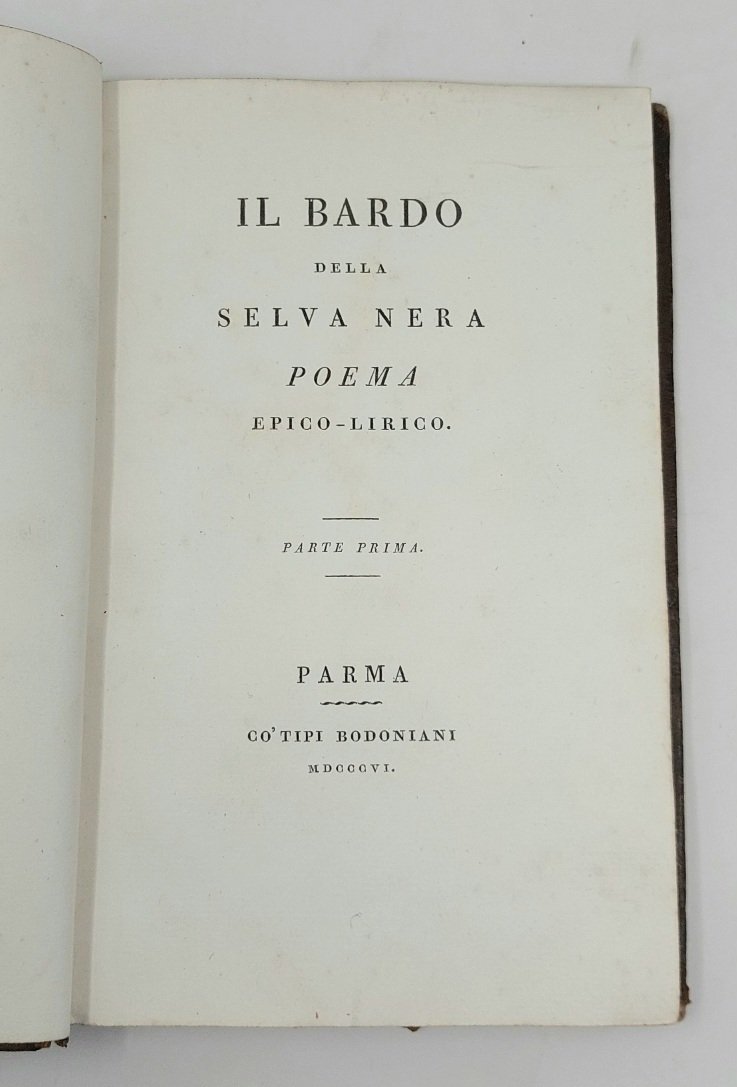 IL BARDO
DELLA
SELVA NERA
POEMA
EPICO-LIRICO.
PARTE PRIMA.
PARMA
CO' TIPI BODONIANI
MDCCCVI.